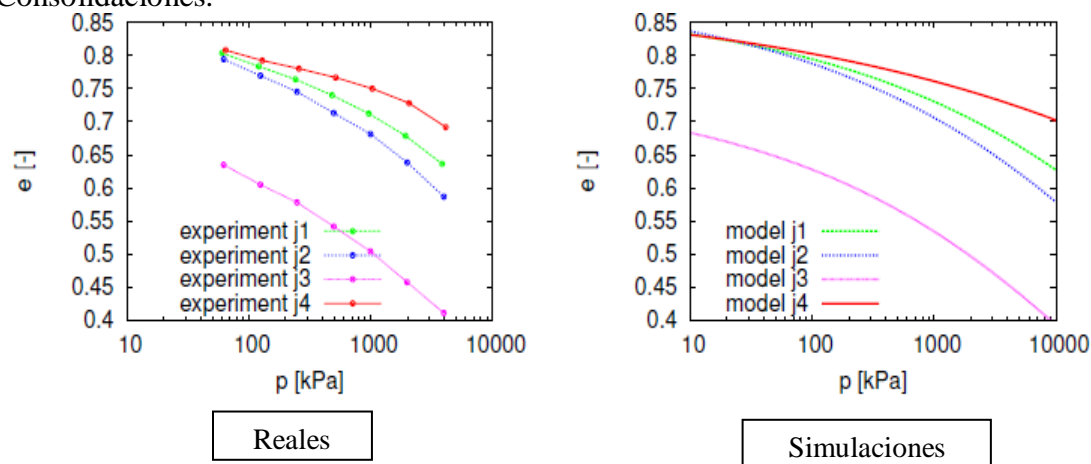 Consolidaciones:
0.85
0.8
0.75
0.7
0.65
0.6
0.55
0.5
0.45
0.4
e [-]
experiment j1
experiment j2
experiment j3
experiment j4
10
100
1000
10000
p [kPa]
Reales
0.85
0.8
0.75
0.7
0.65
0.6
0.55
0.5
0.45
0.4
e [-]
model j1
model j2
model j3
model j4
10
100
1000
10000
p [kPa]
Simulaciones